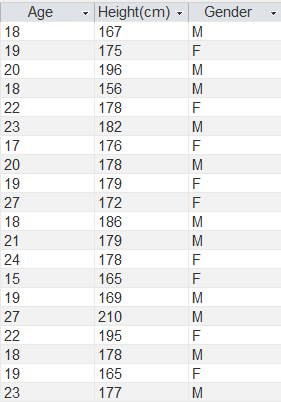 Age Height(cm) Gender
18 167 M
19 175 F
20 196 M
18 156 M
22 178 F
23 182 M
17 176 F
20 178 M
19 179 F
27 172 F
18 186 M
21 179 M
24 178 F
15 165 F
19 169 M
27 210 M
22 195 F
18 178 M
19 165 F
23 177 M